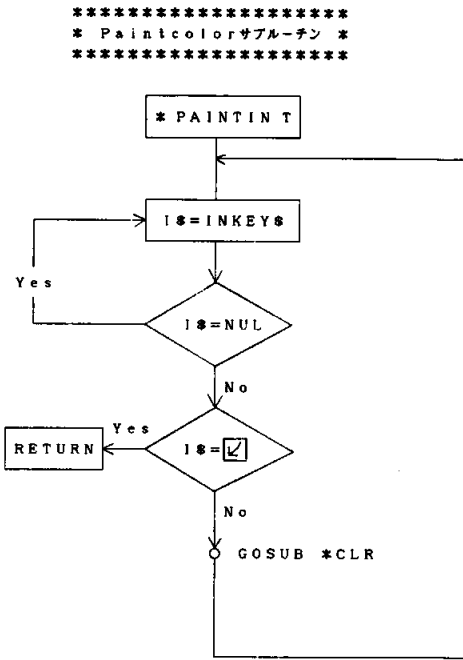 ********************
* Paintcolorサブルーチン *
********************
* PAINTINT
I$=INKEY$
Yes
I$=NUL
No
Yes
RETURN
I$=↙
No
GOSUB *CLR